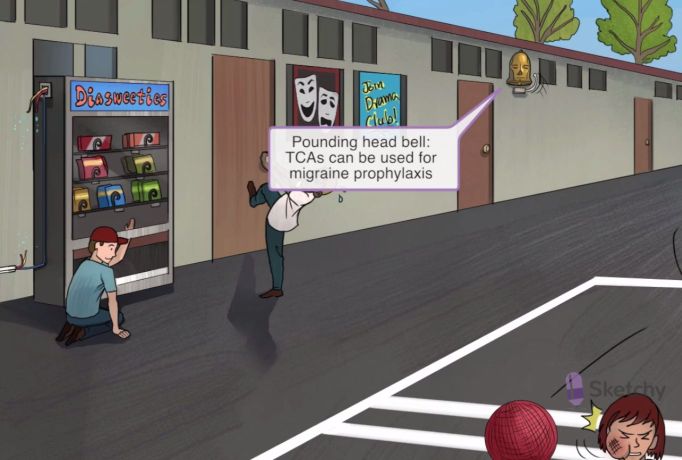 Diasweeties
Join
Drama
Club!
Pounding head bell:
TCAs can be used for
migraine prophylaxis
Sketchy